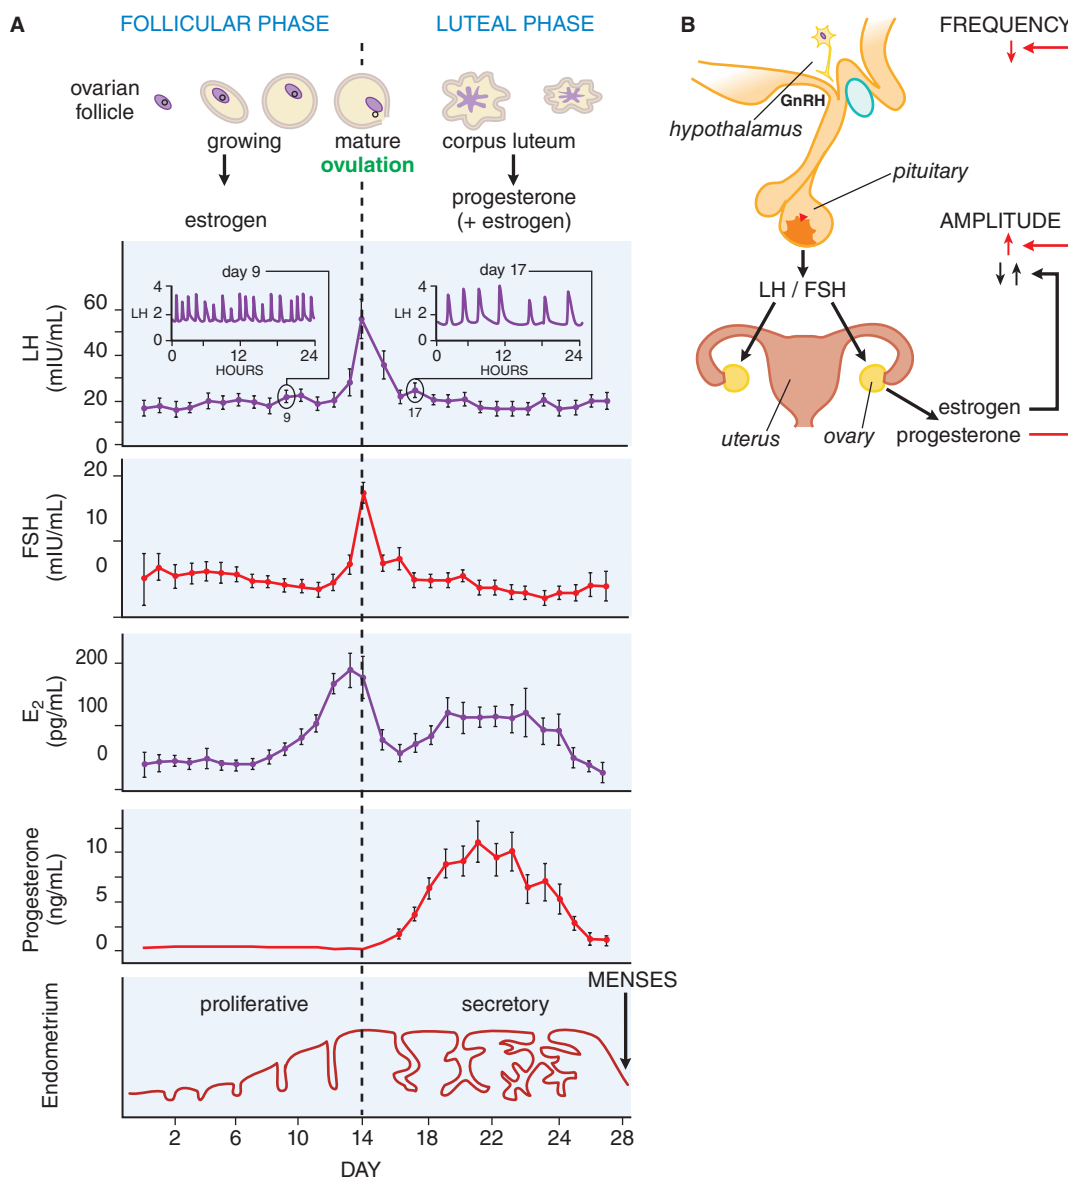 A
FOLLICULAR PHASE
LUTEAL PHASE
ovarian
follicle
growing
mature
ovulation
corpus luteum
estrogen
progesterone
(+ estrogen)
LH
(mIU/mL)
60
40
20
0
day 9
LH
4
2
0
0
12
24
HOURS
9
day 17
LH
4
2
0
0
12
24
HOURS
17
FSH
(mIU/mL)
20
10
0
E2
(pg/mL)
200
100
0
Progesterone
(ng/mL)
10
5
0
Endometrium
proliferative
secretory
MENSES
2
6
10
14
18
22
24
28
DAY
B
FREQUENCY
GnRH
hypothalamus
pituitary
AMPLITUDE
LH / FSH
uterus
ovary
estrogen
progesterone